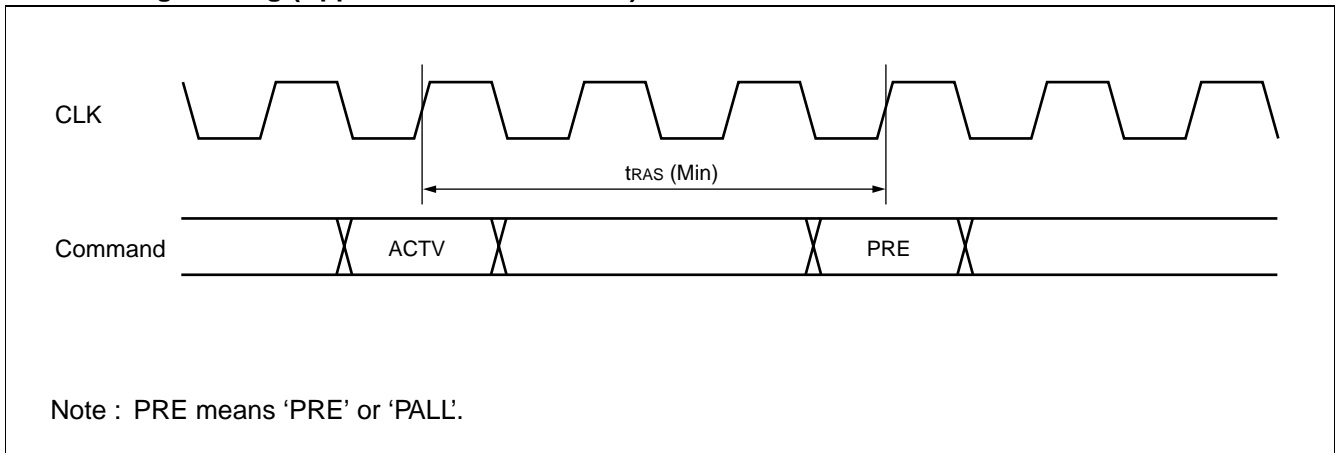 CLK
tRAS (Min)
Command
ACTV
PRE
Note : PRE means ‘PRE’ or ‘PALL’.